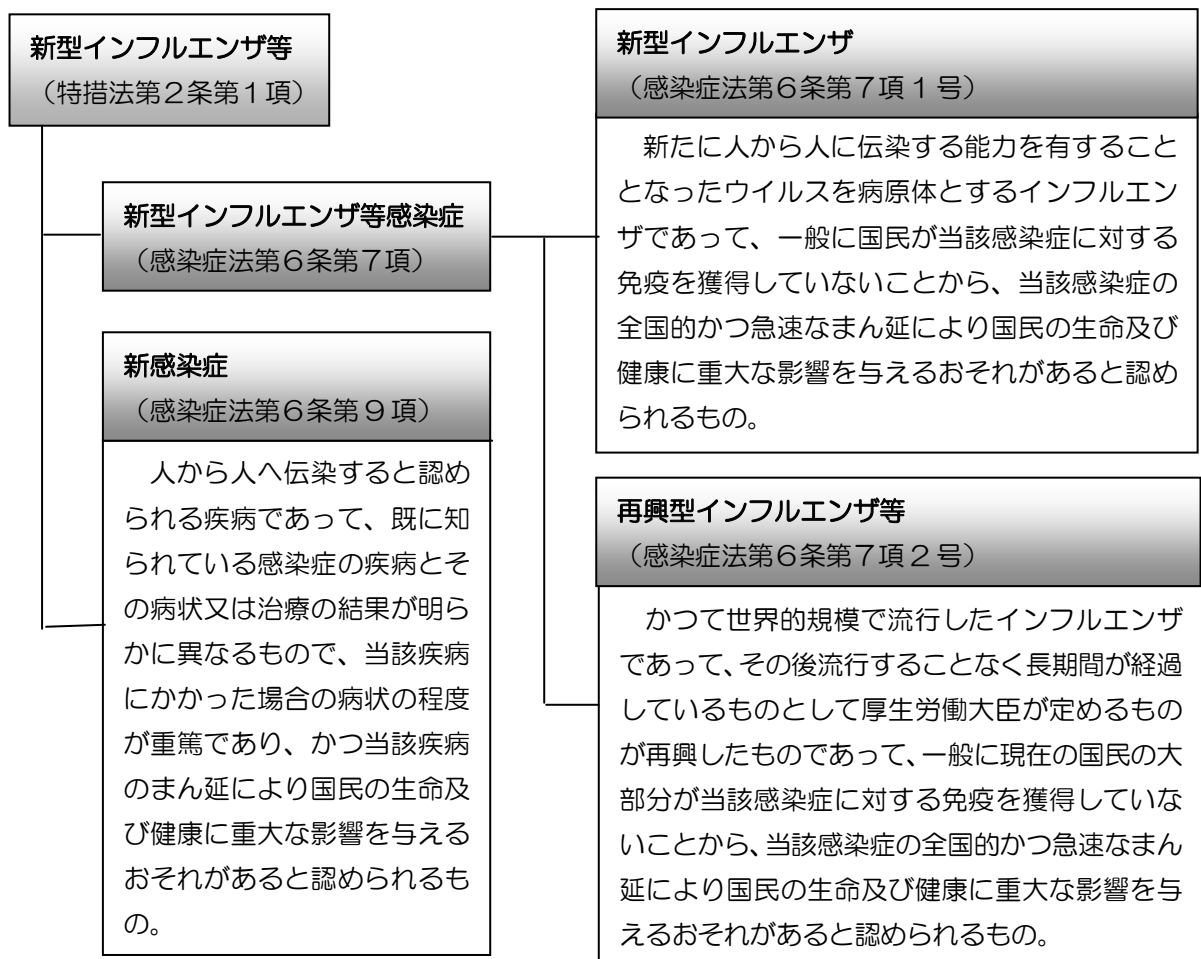 新型インフルエンザ等
（特措法第２条第１項）
新型インフルエンザ等感染症
（感染症法第６条第７項）
新感染症
（感染症法第６条第９項）
　人から人へ伝染すると認め
られる疾病であって、既に知
られている感染症の疾病とそ
の病状又は治療の結果が明ら
かに異なるもので、当該疾病
にかかった場合の病状の程度
が重篤であり、かつ当該疾病
のまん延により国民の生命及
び健康に重大な影響を与える
おそれがあると認められるも
の。
新型インフルエンザ
（感染症法第６条第７項１号）
　新たに人から人に伝染する能力を有すること
となったウイルスを病原体とするインフルエン
ザであって、一般に国民が当該感染症に対する
免疫を獲得していないことから、当該感染症の
全国的かつ急速なまん延により国民の生命及び
健康に重大な影響を与えるおそれがあると認め
られるもの。
再興型インフルエンザ等
（感染症法第６条第７項２号）
　かつて世界的規模で流行したインフルエンザ
であって、その後流行することなく長期間が経過
しているものとして厚生労働大臣が定めるもの
が再興したものであって、一般に現在の国民の大
部分が当該感染症に対する免疫を獲得していな
いことから、当該感染症の全国的かつ急速なまん
延により国民の生命及び健康に重大な影響を与
えるおそれがあると認められるもの。